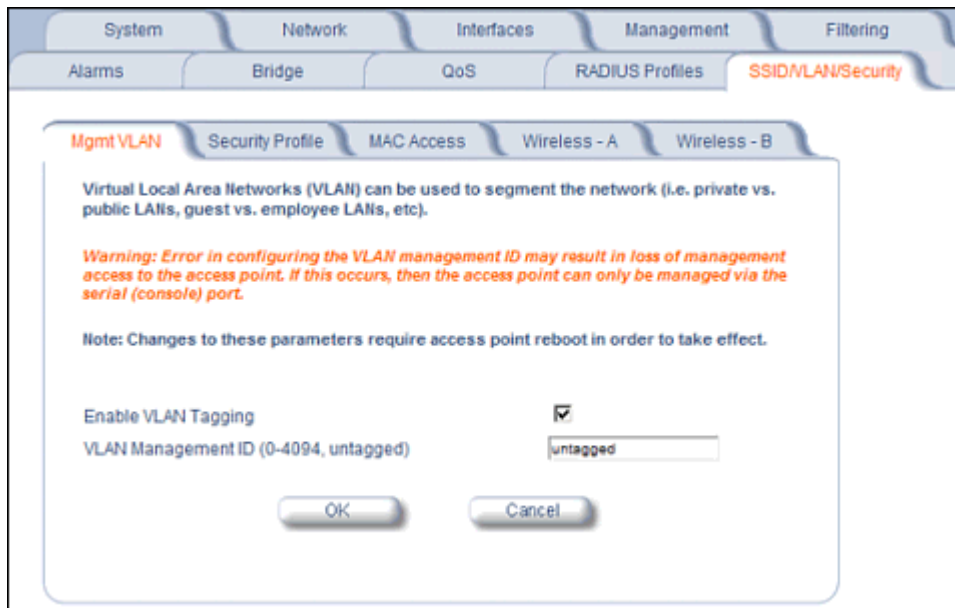 System Network Interfaces Management Filtering
Alarms Bridge QoS RADIUS Profiles SSID/VLAN/Security
Mgmt VLAN Security Profile MAC Access Wireless - A Wireless - B
Virtual Local Area Networks (VLAN) can be used to segment the network (i.e. private vs.
public LANs, guest vs. employee LANs, etc).
Warning: Error in configuring the VLAN management ID may result in loss of management
access to the access point. If this occurs, then the access point can only be managed via the
serial (console) port.
Note: Changes to these parameters require access point reboot in order to take effect.
Enable VLAN Tagging
VLAN Management ID (0-4094, untagged) untagged
OK Cancel